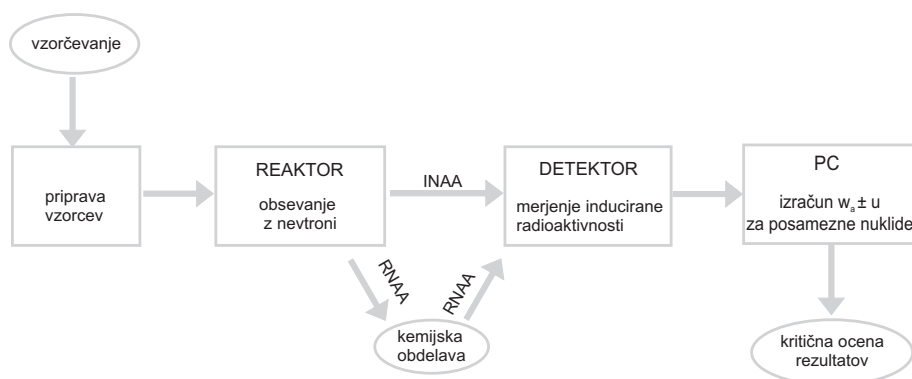 vzorčevanje
priprava
vzorcev
REAKTOR
obsevanje
z nevtroni
INAA
RNAA
kemijska
obdelava
RNAA
DETEKTOR
merjenje inducirane
radioaktivnosti
PC
izračun wₐ ± u
za posamezne nuklide
kritična ocena
rezultatov